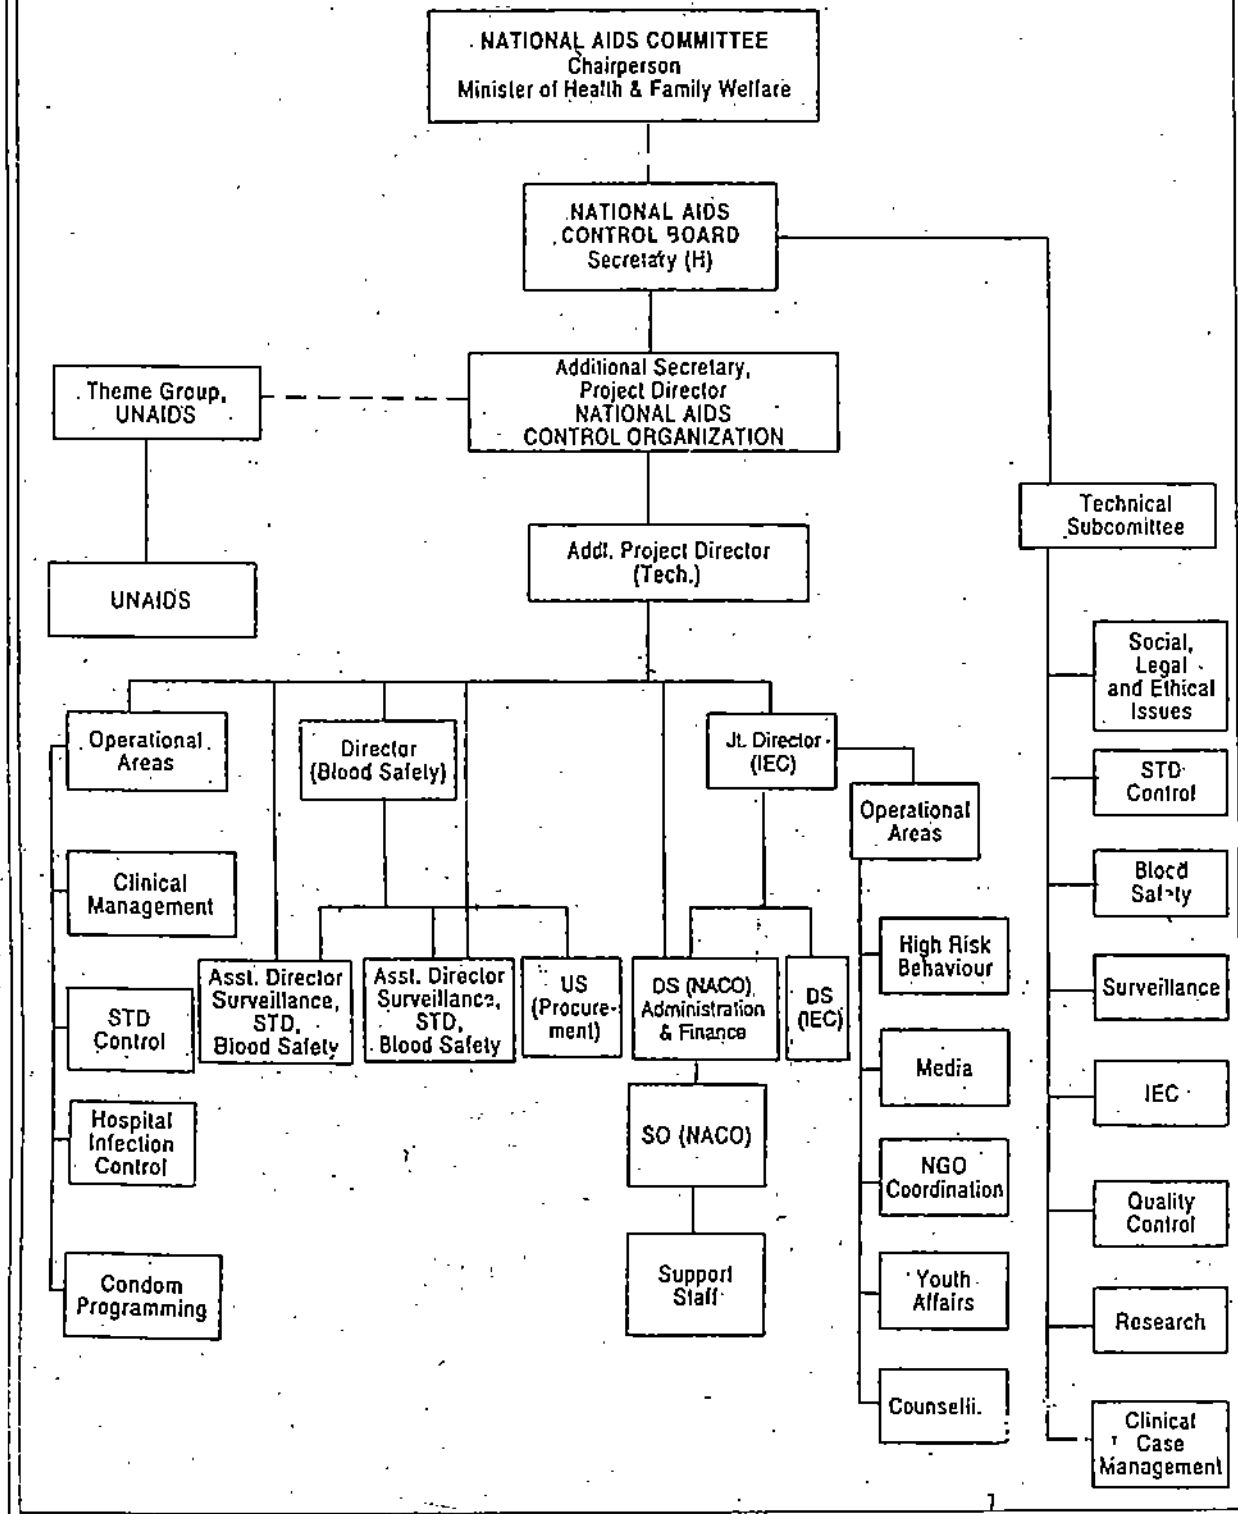 NATIONAL AIDS COMMITTEE
Chairperson
Minister of Health & Family Welfare
NATIONAL AIDS
CONTROL BOARD
Secretary (H)
Additional Secretary,
Project Director
NATIONAL AIDS
CONTROL ORGANIZATION
Theme Group,
UNAIDS
UNAIDS
Technical
Subcomittee
Addt. Project Director
(Tech.)
Social,
Legal
and Ethical
Issues
STD
Control
Blood
Safety
Surveillance
IEC
Quality
Control
Research
Clinical
Case
Management
Operational
Areas
Clinical
Management
STD
Control
Hospital
Infection
Control
Condom
Programming
Director
(Blood Safety)
Asst. Director
Surveillance,
STD,
Blood Safety
Asst. Director
Surveillance,
STD,
Blood Safety
US
(Procure-
ment)
Jt. Director
(IEC)
DS (NACO)
Administration
& Finance
DS
(IEC)
SO (NACO)
Support
Staff
Operational
Areas
High Risk
Behaviour
Media
NGO
Coordination
Youth
Affairs
Counselli.